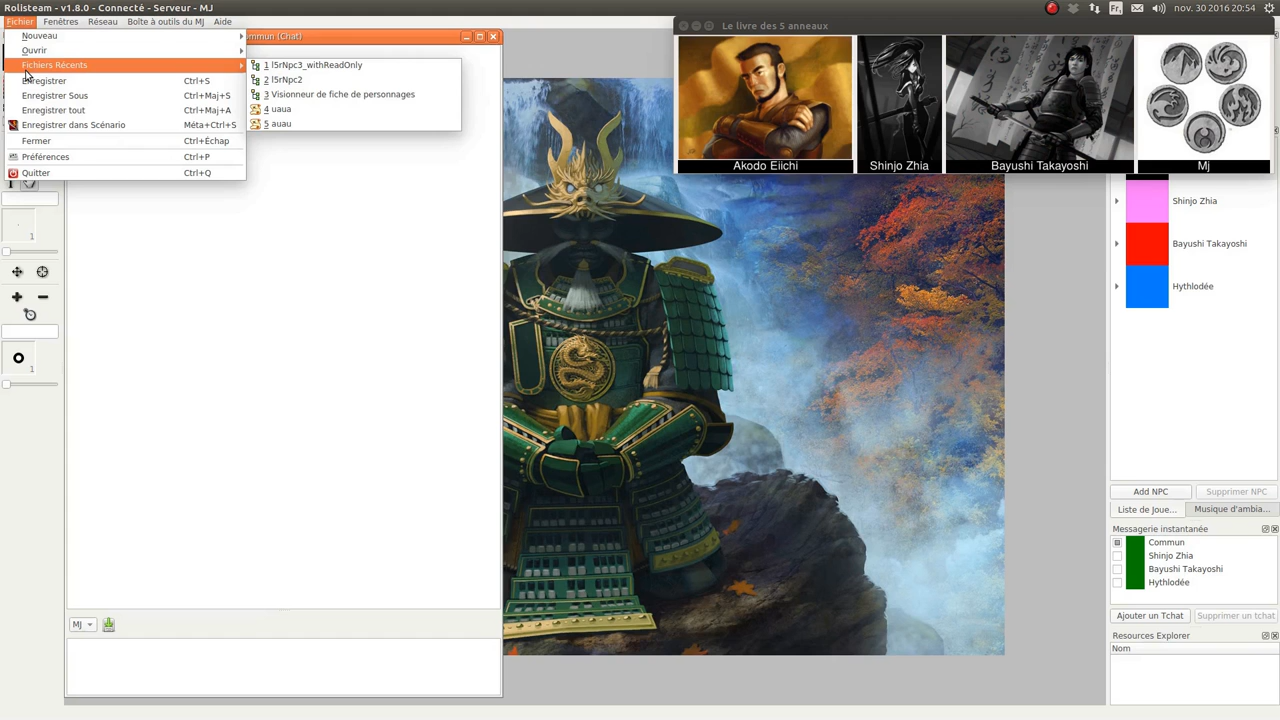 Rolisteam - v1.8.0 - Connecté - Serveur - MJ
Fr
nov. 30 2016 20:54
Fichier Fenêtres Réseau Boîte à outils du MJ Aide
Nouveau
Ouvrir
Fichiers Récents
Enregistrer Ctrl+S
Enregistrer Sous Ctrl+Maj+S
Enregistrer tout Ctrl+Maj+A
Enregistrer dans Scénario Méta+Ctrl+S
Fermer Ctrl+Échap
Préférences Ctrl+P
Quitter Ctrl+Q
(Chat)
1 l5rNpc3_withReadOnly
2 l5rNpc2
3 Visionneur de fiche de personnages
4 uaua
5 auau
1
1
MJ
Le livre des 5 anneaux
Akodo Eiichi
Shinjo Zhia
Bayushi Takayoshi
Mj
Shinjo Zhia
Bayushi Takayoshi
Hythlodée
Add NPC Supprimer NPC
Liste de Joue... Musique d'ambia...
Messagerie instantanée
Commun
Shinjo Zhia
Bayushi Takayoshi
Hythlodée
Ajouter un Tchat Supprimer un tchat
Resources Explorer
Nom